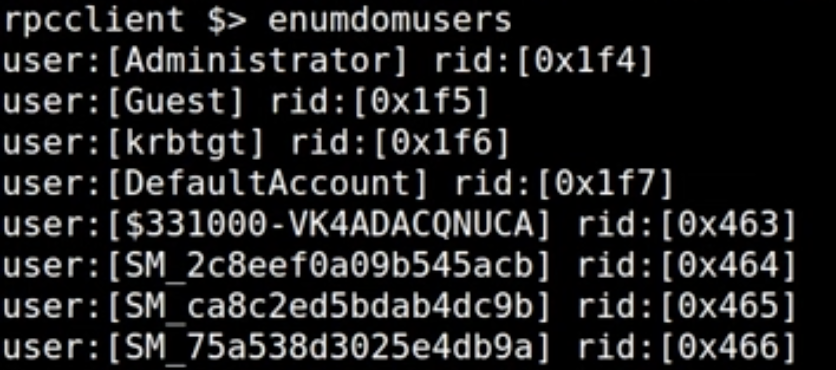 rpcclient $> enumdomusers
user:[Administrator] rid:[0x1f4]
user:[Guest] rid:[0x1f5]
user:[krbtgt] rid:[0x1f6]
user:[DefaultAccount] rid:[0x1f7]
user:[$331000-VK4ADACQNUCA] rid:[0x463]
user:[SM_2c8eef0a09b545acb] rid:[0x464]
user:[SM_ca8c2ed5bdab4dc9b] rid:[0x465]
user:[SM_75a538d3025e4db9a] rid:[0x466]